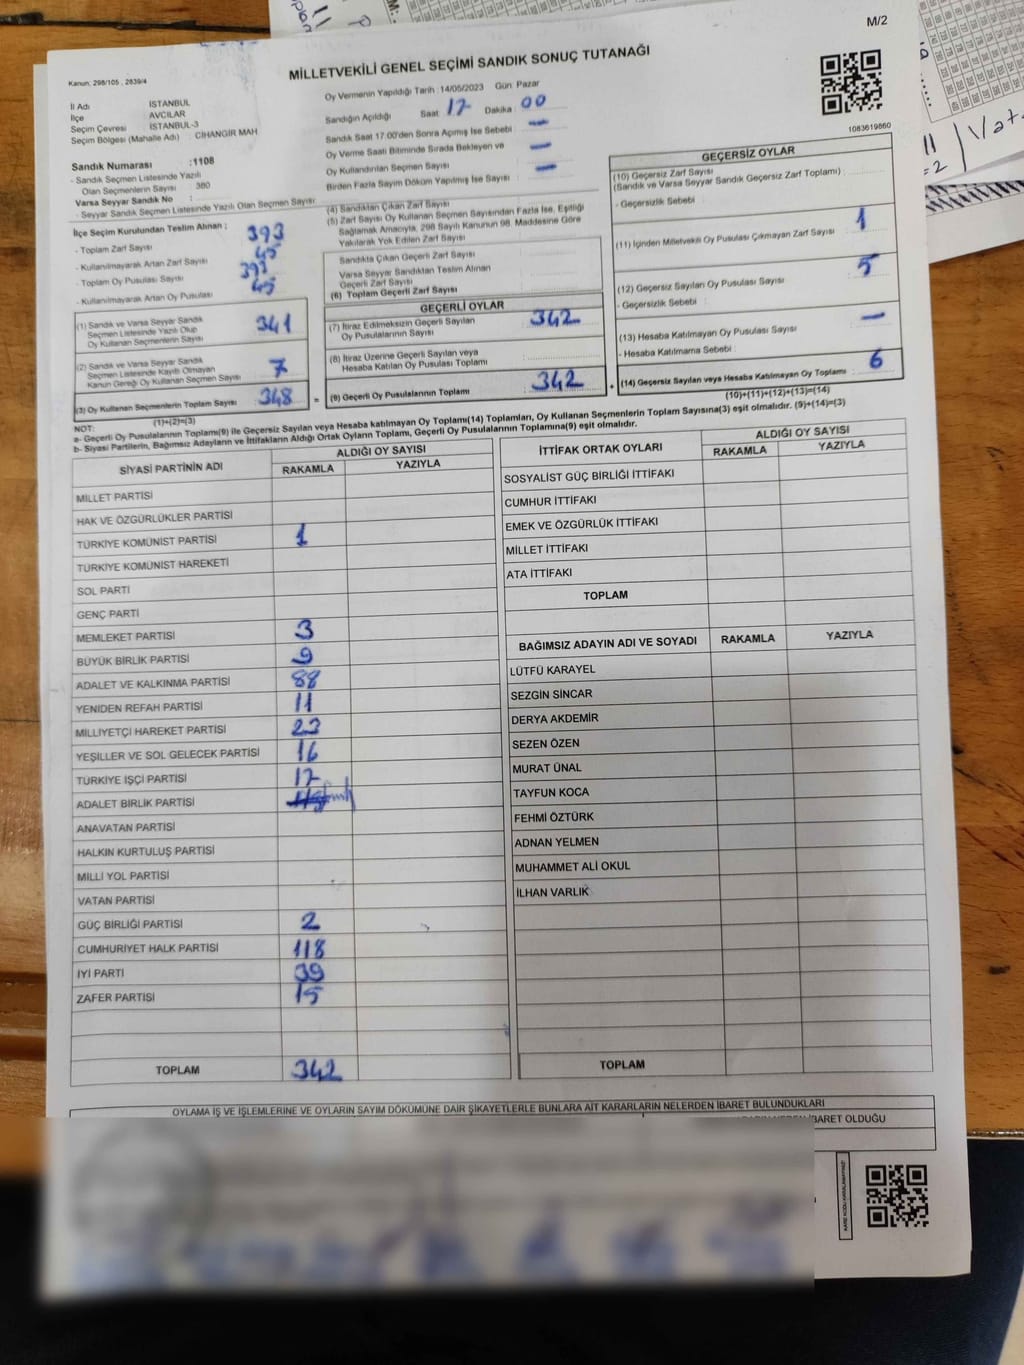 M/2
MİLLETVEKİLİ GENEL SEÇİMİ SANDIK SONUÇ TUTANAĞI
Kanun: 298/105 , 2839/4
İl Adı İSTANBUL
İlçe AVCILAR
Seçim Çevresi İSTANBUL-3
Seçim Bölgesi (Mahalle Adı) CİHANGİR MAH
Sandık Numarası :1108
- Sandık Seçmen Listesinde Yazılı
Olan Seçmenlerin Sayısı : 380
Varsa Seyyar Sandık No :
- Seyyar Sandık Seçmen Listesinde Yazılı Olan Seçmen Sayısı:
Oy Vermenin Yapıldığı Tarih :14/05/2023 Gün Pazar
Sandığın Açıldığı Saat 17 Dakika : 00
Sandık Saat 17:00'den Sonra Açımış İse Sebebi : —
Oy Verme Saati Bitiminde Sırada Bekleyen ve
Oy Kullandırılan Seçmen Sayısı : —
Birden Fazla Sayım Döküm Yapılmış İse Sayısı : —
1083619860
İlçe Seçim Kurulundan Teslim Alınan :
- Toplam Zarf Sayısı 393
- Kullanılmayarak Artan Zarf Sayısı 45
- Toplam Oy Pusulası Sayısı 393
- Kullanılmayarak Artan Oy Pusulası 45
(1) Sandık ve Varsa Seyyar Sandık
Seçmen Listesinde Yazılı Olup
Oy Kullanan Seçmenlerin Sayısı 341
(2) Sandık ve Varsa Seyyar Sandık
Seçmen Listesinde Kayıtlı Olmayan
Kanun Gereği Oy Kullanan Seçmen Sayısı 7
(3) Oy Kullanan Seçmenlerin Toplam Sayısı 348
(1)+(2)=(3)
(4) Sandıktan Çıkan Zarf Sayısı
(5) Zarf Sayısı Oy Kullanan Seçmen Sayısından Fazla İse, Eşitliği
Sağlamak Amacıyla, 298 Sayılı Kanunun 98. Maddesine Göre
Yakılarak Yok Edilen Zarf Sayısı
Sandıkta Çıkan Geçerli Zarf Sayısı
Varsa Seyyar Sandıktan Teslim Alınan
Geçerli Zarf Sayısı
(6) Toplam Geçerli Zarf Sayısı
GEÇERLİ OYLAR
(7) İtiraz Edilmeksizin Geçerli Sayılan
Oy Pusulalarının Sayısı : 342
(8) İtiraz Üzerine Geçerli Sayılan veya
Hesaba Katılan Oy Pusulası Toplamı :
= (9) Geçerli Oy Pusulalarının Toplamı : 342 +
GEÇERSİZ OYLAR
(10) Geçersiz Zarf Sayısı
(Sandık ve Varsa Seyyar Sandık Geçersiz Zarf Toplamı) :
- Geçersizlik Sebebi :
(11) İçinden Milletvekili Oy Pusulası Çıkmayan Zarf Sayısı 1
(12) Geçersiz Sayılan Oy Pusulası Sayısı 5
- Geçersizlik Sebebi :
(13) Hesaba Katılmayan Oy Pusulası Sayısı —
- Hesaba Katılmama Sebebi :
(14) Geçersiz Sayılan veya Hesaba Katılmayan Oy Toplamı : 6
(10)+(11)+(12)+(13)=(14)
NOT:
a- Geçerli Oy Pusulalarının Toplamı(9) ile Geçersiz Sayılan veya Hesaba katılmayan Oy Toplamı(14) Toplamları, Oy Kullanan Seçmenlerin Toplam Sayısına(3) eşit olmalıdır. (9)+(14)=(3)
b- Siyasi Partilerin, Bağımsız Adayların ve İttifakların Aldığı Ortak Oyların Toplamı, Geçerli Oy Pusulalarının Toplamına(9) eşit olmalıdır.
SİYASİ PARTİNİN ADI ALDIĞI OY SAYISI
RAKAMLA YAZIYLA
MİLLET PARTİSİ
HAK VE ÖZGÜRLÜKLER PARTİSİ
TÜRKİYE KOMÜNİST PARTİSİ 1
TÜRKİYE KOMÜNİST HAREKETİ
SOL PARTİ
GENÇ PARTİ
MEMLEKET PARTİSİ 3
BÜYÜK BİRLİK PARTİSİ 9
ADALET VE KALKINMA PARTİSİ 88
YENİDEN REFAH PARTİSİ 11
MİLLİYETÇİ HAREKET PARTİSİ 23
YEŞİLLER VE SOL GELECEK PARTİSİ 16
TÜRKİYE İŞÇİ PARTİSİ 17
ADALET BİRLİK PARTİSİ
ANAVATAN PARTİSİ
HALKIN KURTULUŞ PARTİSİ
MİLLİ YOL PARTİSİ
VATAN PARTİSİ
GÜÇ BİRLİĞİ PARTİSİ 2
CUMHURİYET HALK PARTİSİ 118
İYİ PARTİ 39
ZAFER PARTİSİ 15
TOPLAM 342
İTTİFAK ORTAK OYLARI ALDIĞI OY SAYISI
RAKAMLA YAZIYLA
SOSYALİST GÜÇ BİRLİĞİ İTTİFAKI
CUMHUR İTTİFAKI
EMEK VE ÖZGÜRLÜK İTTİFAKI
MİLLET İTTİFAKI
ATA İTTİFAKI
TOPLAM
BAĞIMSIZ ADAYIN ADI VE SOYADI RAKAMLA YAZIYLA
LÜTFÜ KARAYEL
SEZGİN SİNCAR
DERYA AKDEMİR
SEZEN ÖZEN
MURAT ÜNAL
TAYFUN KOCA
FEHMİ ÖZTÜRK
ADNAN YELMEN
MUHAMMET ALİ OKUL
İLHAN VARLIK
TOPLAM
OYLAMA İŞ VE İŞLEMLERİNE VE OYLARIN SAYIM DÖKÜMÜNE DAİR ŞİKAYETLERLE BUNLARA AİT KARARLARIN NELERDEN İBARET BULUNDUKLARI
İBARET OLDUĞU